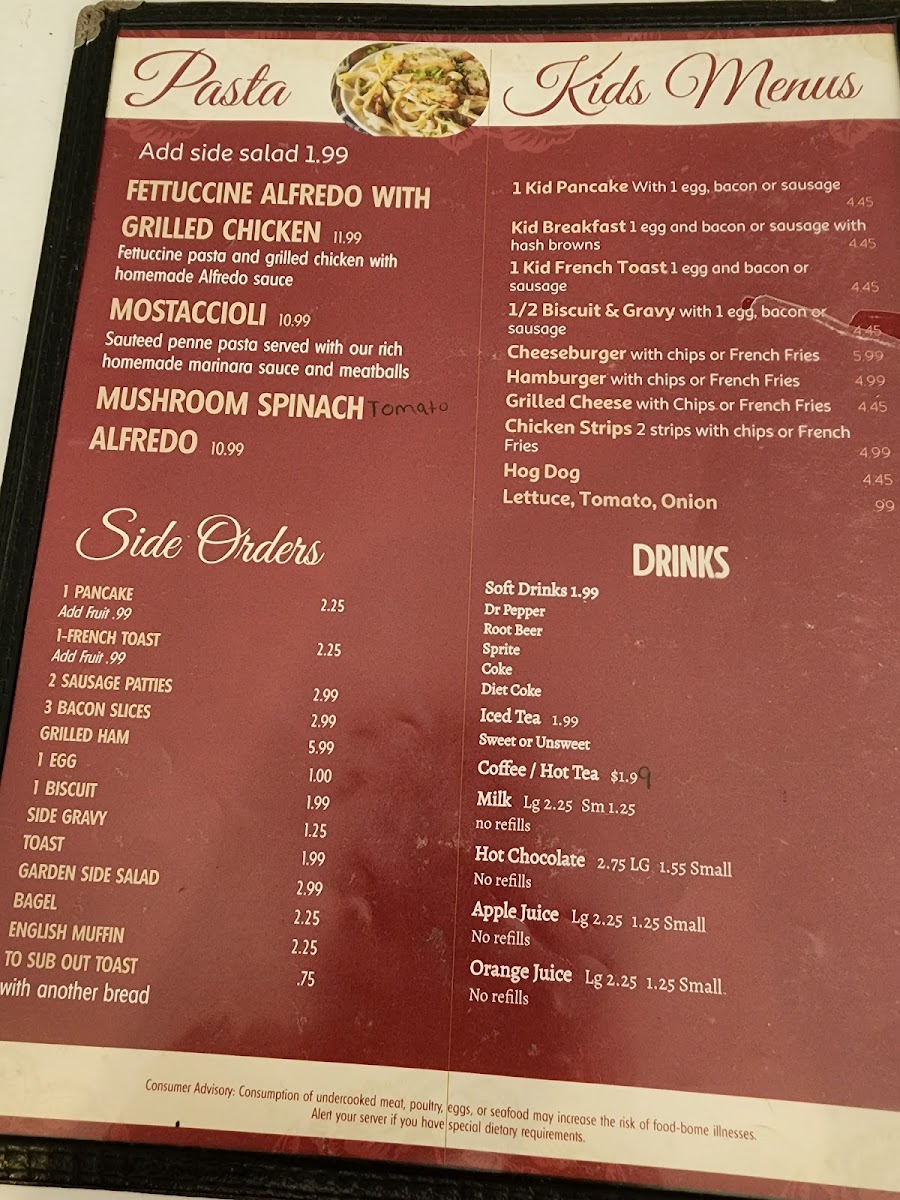 Pasta
Add side salad 1.99
FETTUCCINE ALFREDO WITH
GRILLED CHICKEN 11.99
Fettuccine pasta and grilled chicken with
homemade Alfredo sauce
MOSTACCIOLI 10.99
Sauteed penne pasta served with our rich
homemade marinara sauce and meatballs
MUSHROOM SPINACH Tomato
ALFREDO 10.99
Side Orders
1 PANCAKE 2.25
Add Fruit .99
1-FRENCH TOAST 2.25
Add Fruit .99
2 SAUSAGE PATTIES 2.99
3 BACON SLICES 2.99
GRILLED HAM 5.99
1 EGG 1.00
1 BISCUIT 1.99
SIDE GRAVY 1.25
TOAST 1.99
GARDEN SIDE SALAD 2.99
BAGEL 2.25
ENGLISH MUFFIN 2.25
TO SUB OUT TOAST .75
with another bread
Kids Menus
1 Kid Pancake With 1 egg, bacon or sausage
4.45
Kid Breakfast 1 egg and bacon or sausage with
hash browns 4.45
1 Kid French Toast 1 egg and bacon or
sausage 4.45
1/2 Biscuit & Gravy with 1 egg, bacon or
sausage 4.45
Cheeseburger with chips or French Fries 5.99
Hamburger with chips or French Fries 4.99
Grilled Cheese with Chips or French Fries 4.45
Chicken Strips 2 strips with chips or French
Fries 4.99
Hog Dog 4.45
Lettuce, Tomato, Onion 99
DRINKS
Soft Drinks 1.99
Dr Pepper
Root Beer
Sprite
Coke
Diet Coke
Iced Tea 1.99
Sweet or Unsweet
Coffee / Hot Tea $1.99
Milk Lg 2.25 Sm 1.25
no refills
Hot Chocolate 2.75 LG 1.55 Small
No refills
Apple Juice Lg 2.25 1.25 Small
No refills
Orange Juice Lg 2.25 1.25 Small
No refills
Consumer Advisory: Consumption of undercooked meat, poultry, eggs, or seafood may increase the risk of food-borne illnesses.
Alert your server if you have special dietary requirements.